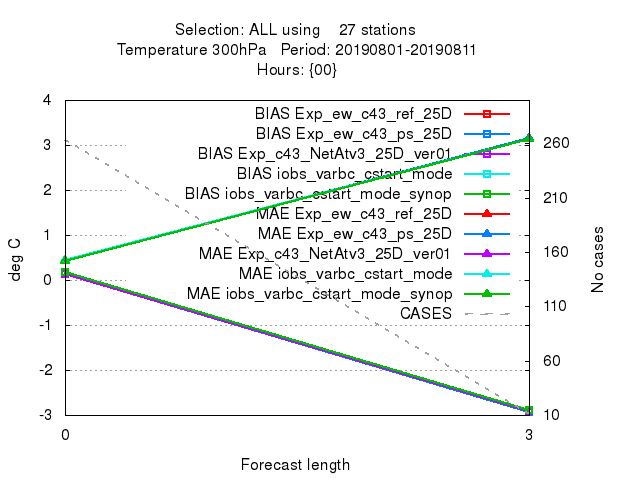 Selection: ALL using 27 stations
Temperature 300hPa Period: 20190801-20190811
Hours: {00}
4
3
2
1
0
-1
-2
-3
deg C
BIAS Exp_ew_c43_ref_25D
BIAS Exp_ew_c43_ps_25D
BIAS Exp_c43_NetAtv3_25D_ver01
BIAS iobs_varbc_cstart_mode
BIAS iobs_varbc_cstart_mode_synop
MAE Exp_ew_c43_ref_25D
MAE Exp_ew_c43_ps_25D
MAE Exp_c43_NetAtv3_25D_ver01
MAE iobs_varbc_cstart_mode
MAE iobs_varbc_cstart_mode_synop
CASES
260
210
160
110
60
10
No cases
0 3
Forecast length